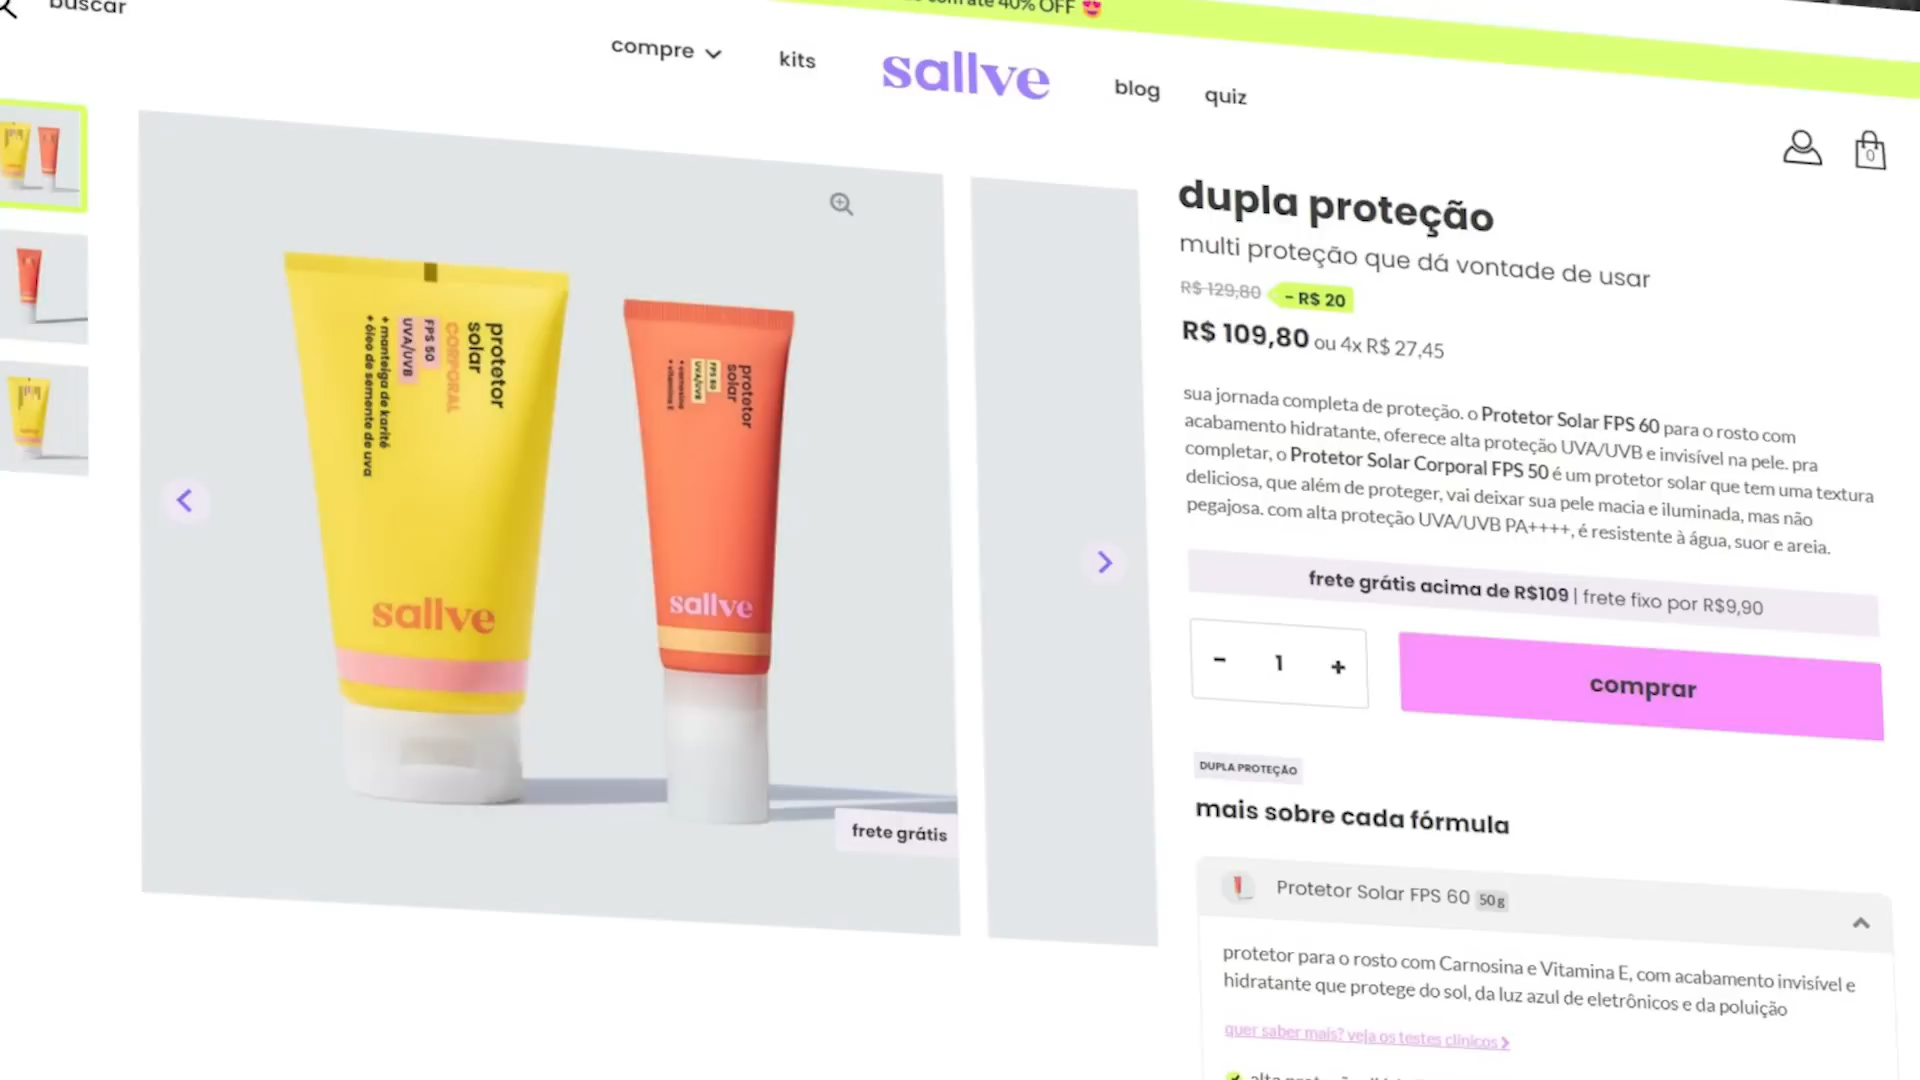 buscar
até 40% OFF 😍
compre
kits
sallve
blog
quiz
0
dupla proteção
multi proteção que dá vontade de usar
R$ 129,80
- R$ 20
R$ 109,80 ou 4x R$ 27,45
sua jornada completa de proteção. o Protetor Solar FPS 60 para o rosto com
acabamento hidratante, oferece alta proteção UVA/UVB e invisível na pele. pra
completar, o Protetor Solar Corporal FPS 50 é um protetor solar que tem uma textura
deliciosa, que além de proteger, vai deixar sua pele macia e iluminada, mas não
pegajosa. com alta proteção UVA/UVB PA++++, é resistente à água, suor e areia.
frete grátis acima de R$109 | frete fixo por R$9,90
- 1 +
comprar
DUPLA PROTEÇÃO
mais sobre cada fórmula
Protetor Solar FPS 60 50g
protetor para o rosto com Carnosina e Vitamina E, com acabamento invisível e
hidratante que protege do sol, da luz azul de eletrônicos e da poluição
quer saber mais? veja os testes clínicos
protetor
solar
CORPORAL
FPS 50
UVA/UVB
+ manteiga de karité
+ óleo de semente de uva
sallve
protetor
solar
FPS 60
UVA/UVB
+ carnosina
+ vitamina E
sallve
frete grátis